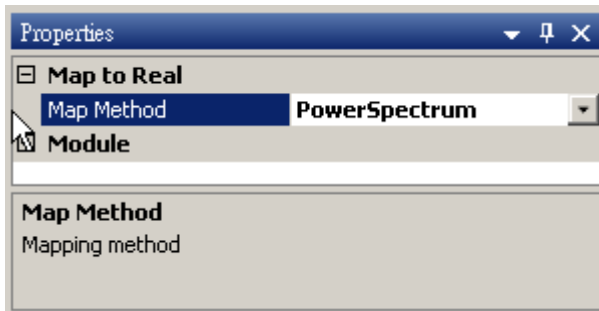 Properties
Map to Real
Map Method PowerSpectrum
Module
Map Method
Mapping method